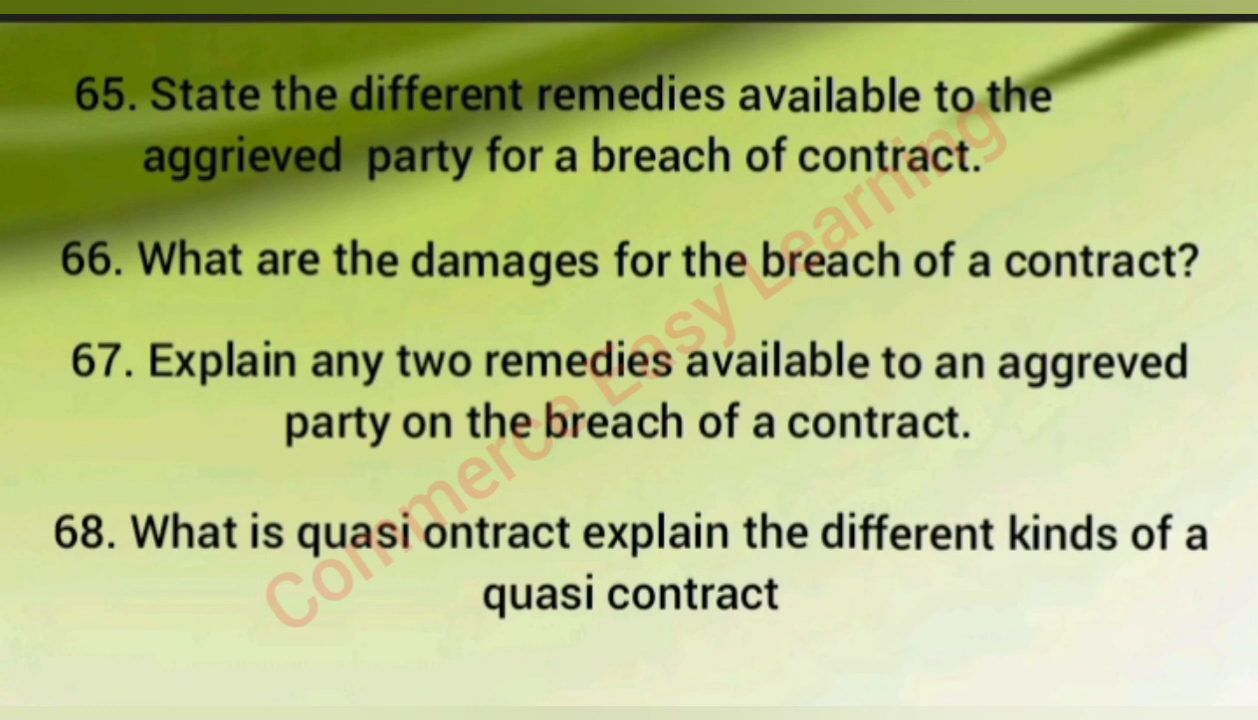 65. State the different remedies available to the
aggrieved party for a breach of contract.
66. What are the damages for the breach of a contract?
67. Explain any two remedies available to an aggreved
party on the breach of a contract.
68. What is quasi ontract explain the different kinds of a
quasi contract
Commerce Easy Learning